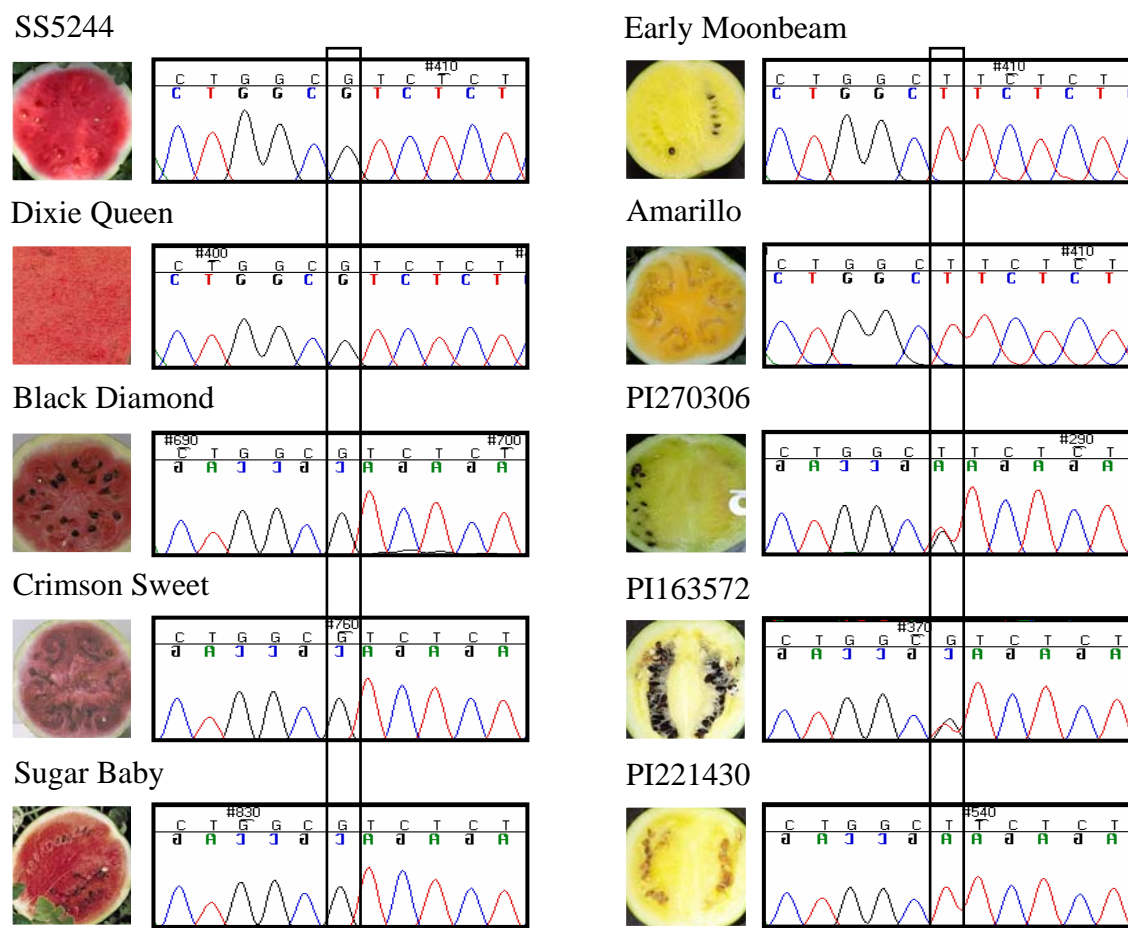 SS5244
#410
C T G G C G T C T C T
C T G G C G T C T C T
Dixie Queen
#400
C T G G C G T C T C T
C T G G C G T C T C T
Black Diamond
#690 #700
C T G G C G T C T C T
G A C C G C A G A G A
Crimson Sweet
#760
C T G G C G T C T C T
G A C C G C A G A G A
Sugar Baby
#830
C T G G C G T C T C T
G A C C G C A G A G A
Early Moonbeam
#410
C T G G C T T C T C T
C T G G C T T C T C T
Amarillo
#410
C T G G C T T C T C T
C T G G C T T C T C T
PI270306
#290
C T G G C T T C T C T
G A C C G A A G A G A
PI163572
#370
C T G G C G T C T C T
G A C C G C A G A G A
PI221430
#540
C T G G C T T C T C T
G A C C G A A G A G A